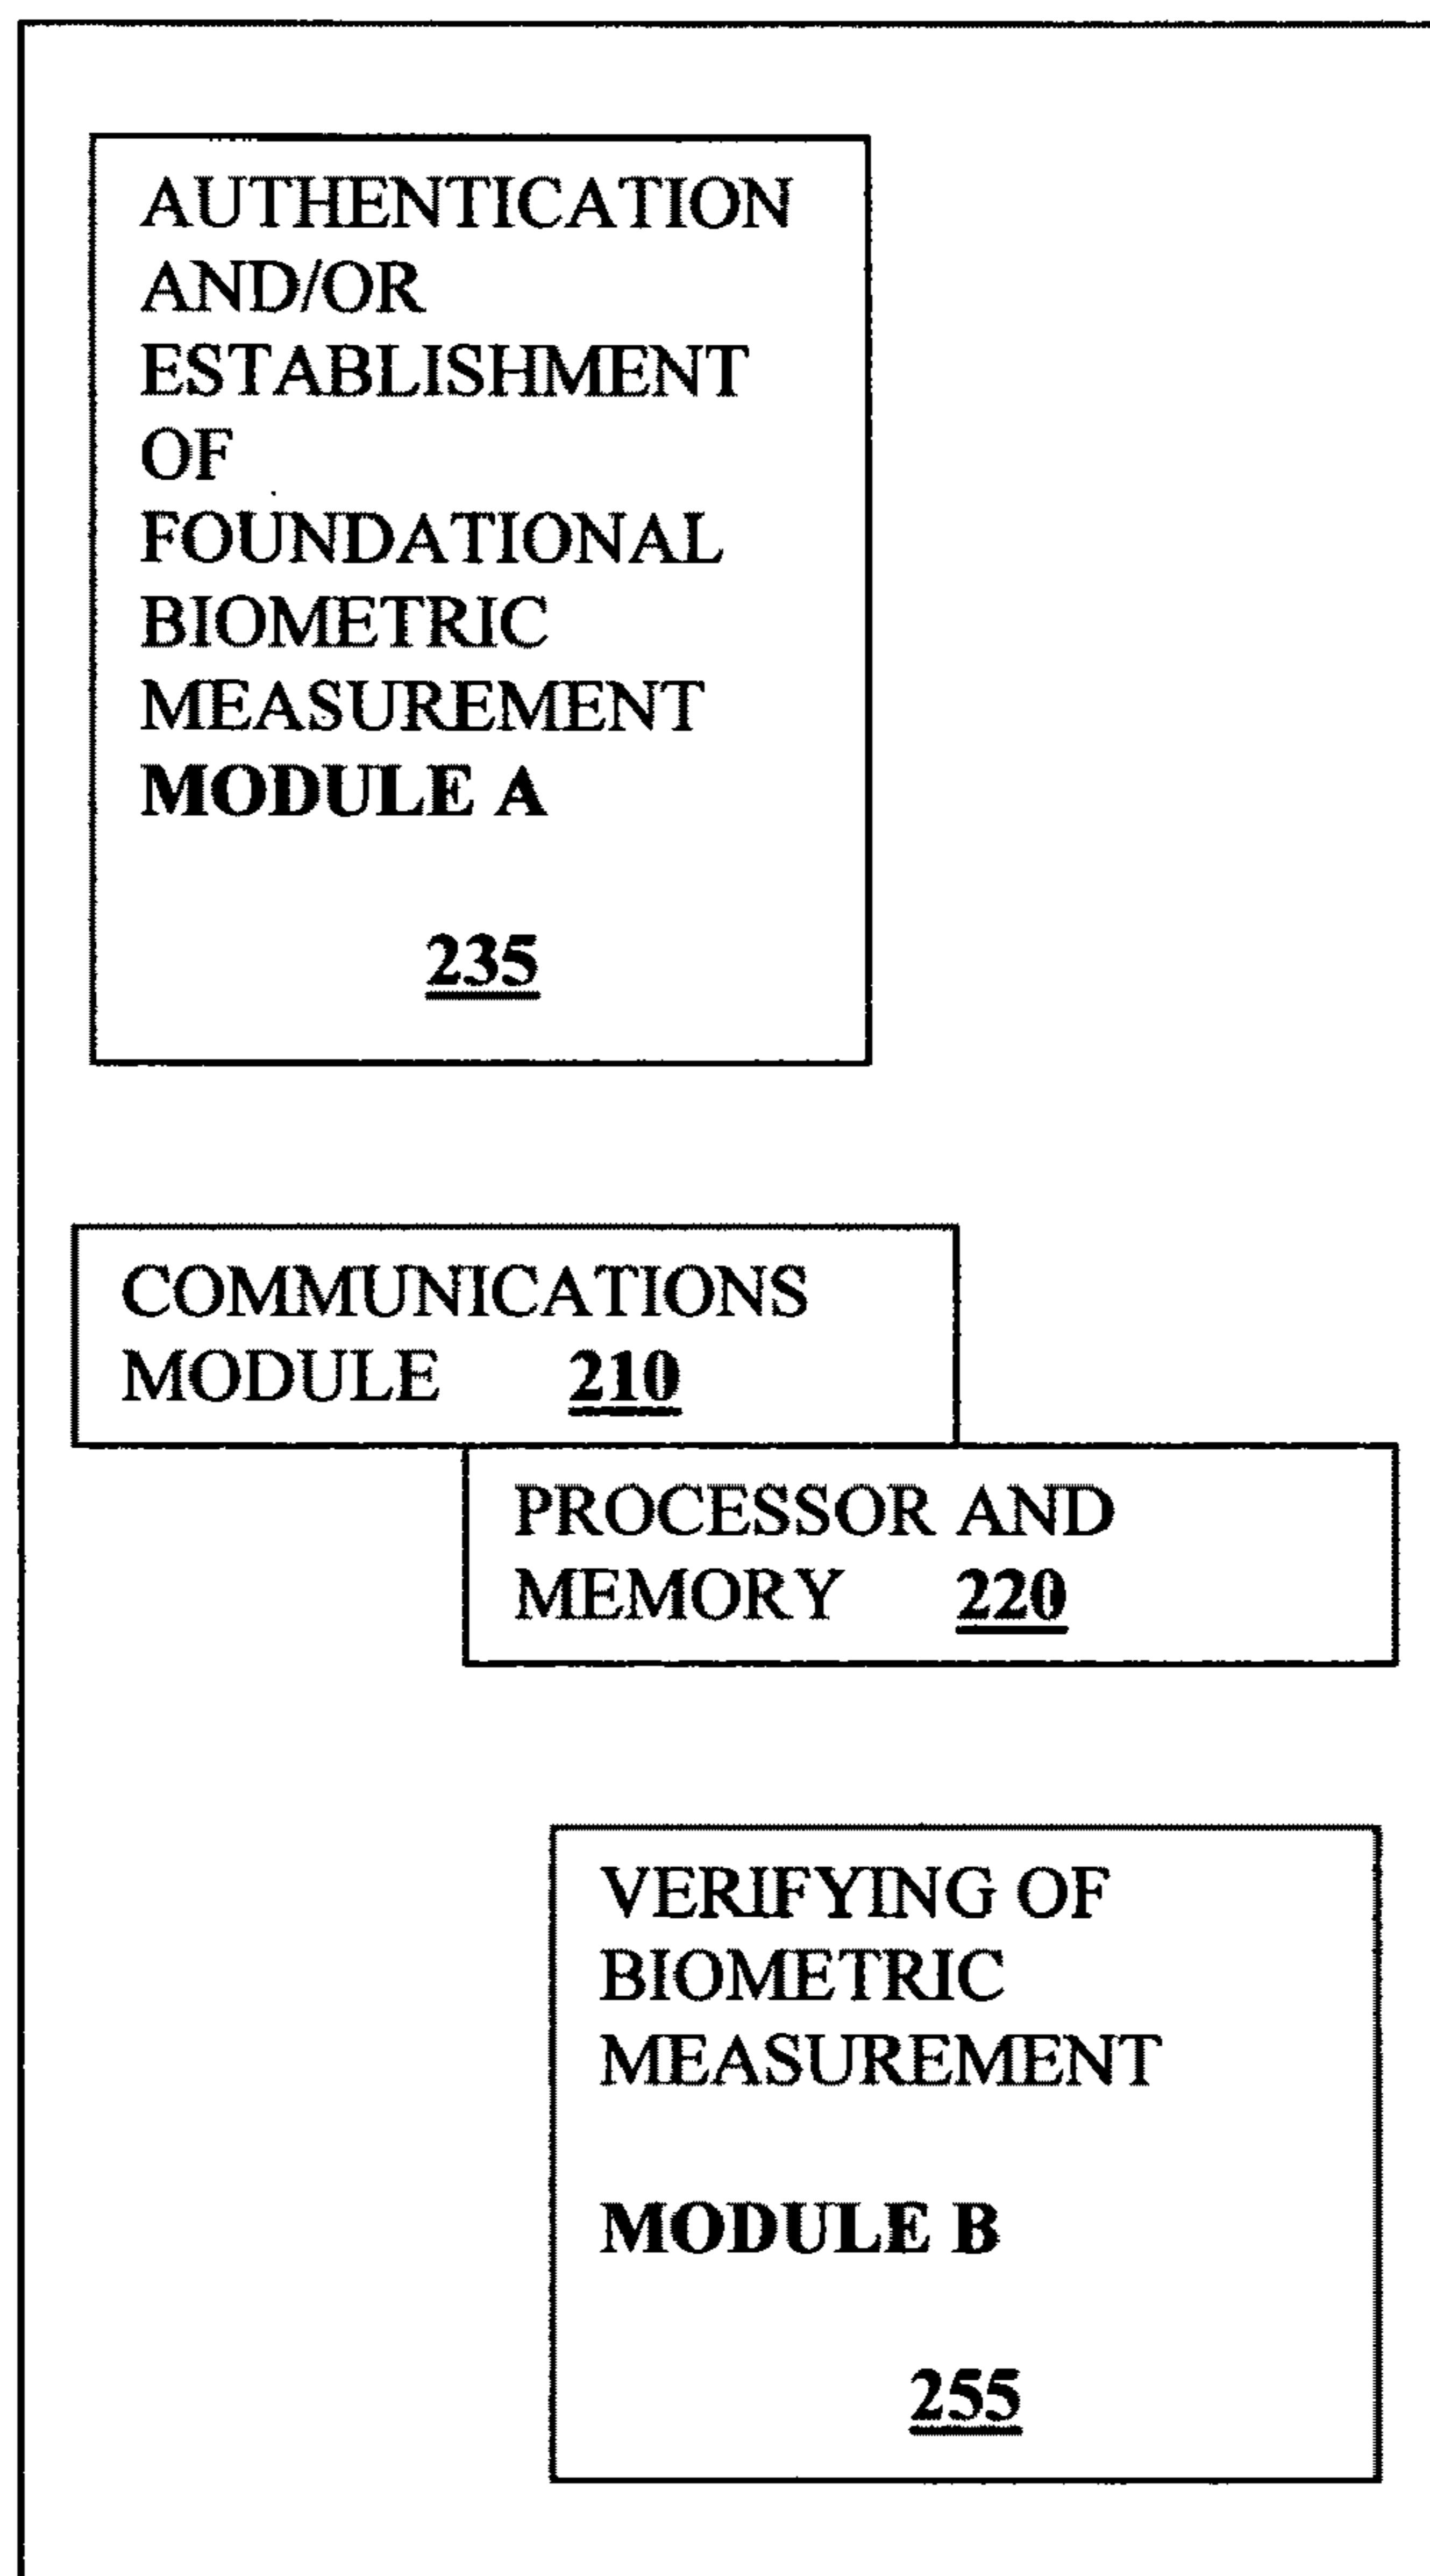 AUTHENTICATION
AND/OR
ESTABLISHMENT
OF
FOUNDATIONAL
BIOMETRIC
MEASUREMENT
MODULE A
235
COMMUNICATIONS
MODULE 210
PROCESSOR AND
MEMORY 220
VERIFYING OF
BIOMETRIC
MEASUREMENT
MODULE B
255